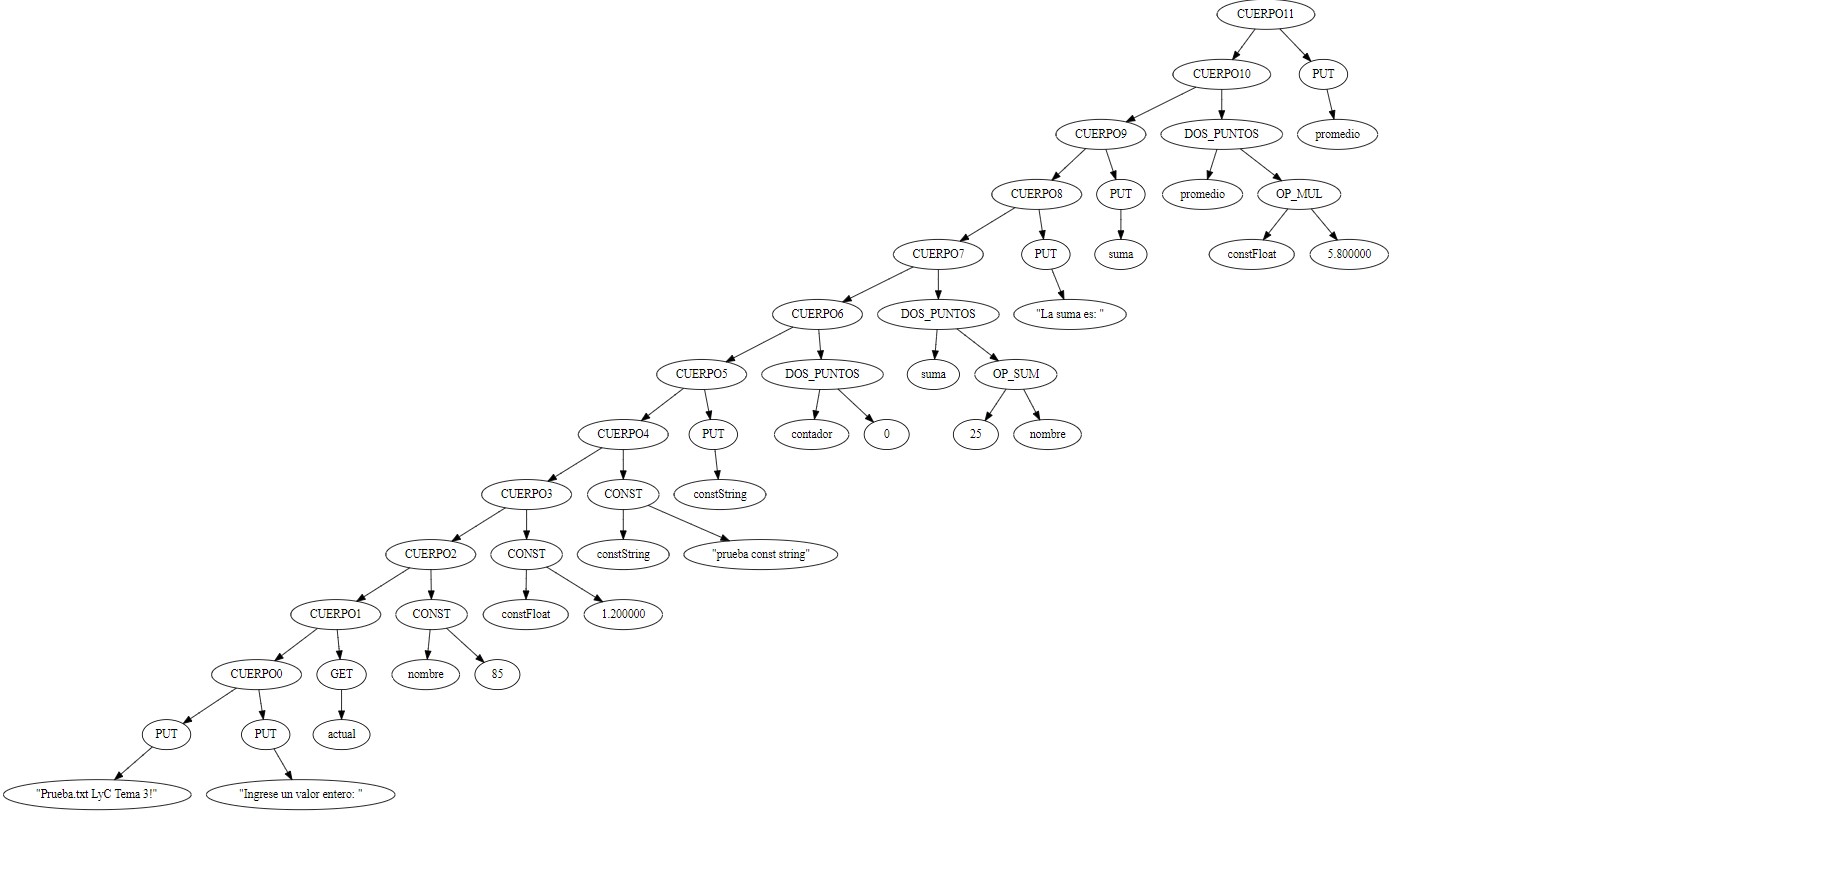 CUERPO11
CUERPO10 PUT
CUERPO9 DOS_PUNTOS promedio
CUERPO8 PUT promedio OP_MUL
CUERPO7 PUT suma constFloat 5.800000
CUERPO6 DOS_PUNTOS "La suma es: "
CUERPO5 DOS_PUNTOS suma OP_SUM
CUERPO4 PUT contador 0 25 nombre
CUERPO3 CONST constString
CUERPO2 CONST constString "prueba const string"
CUERPO1 CONST constFloat 1.200000
CUERPO0 GET nombre 85
PUT PUT actual
"Prueba.txt LyC Tema 3!" "Ingrese un valor entero: "